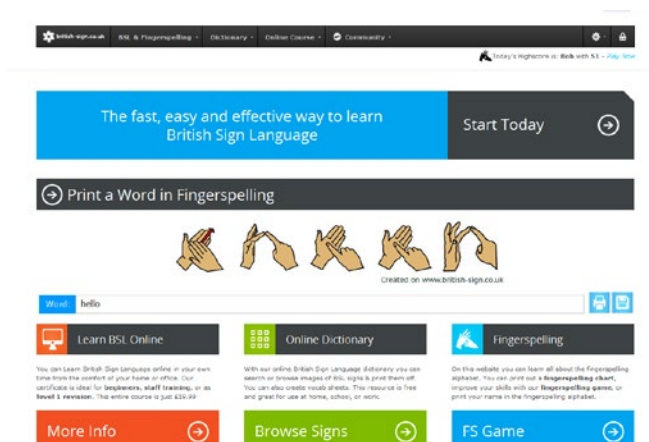 british-sign.co.uk BSL & Fingerspelling Dictionary Online Course Community
Today's Highscore is: Bob with 51 - Play Now
The fast, easy and effective way to learn
British Sign Language
Start Today
Print a Word in Fingerspelling
Created on www.british-sign.co.uk
Word: hello
Learn BSL Online
You can Learn British Sign Language online in your own
time from the comfort of your home or office. Our
certificate is ideal for beginners, staff training, or as
level 1 revision. This entire course is just £19.99
More Info
Online Dictionary
With our online British Sign Language dictionary you can
search or browse images of BSL signs & print them off.
You can also create vocab sheets. This resource is free
and great for use at home, school, or work.
Browse Signs
Fingerspelling
On this website you can learn all about the fingerspelling
alphabet. You can print out a fingerspelling chart,
improve your skills with our fingerspelling game, or
print your name in the fingerspelling alphabet.
FS Game